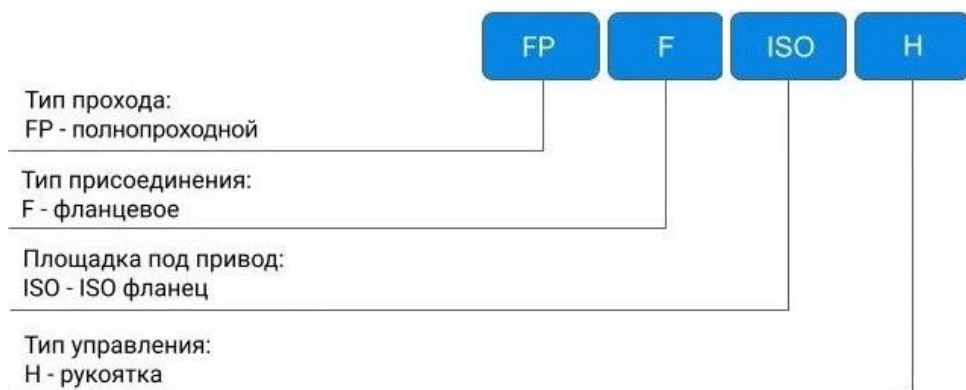 FP F ISO H
Тип прохода:
FP - полнопроходной
Тип присоединения:
F - фланцевое
Площадка под привод:
ISO - ISO фланец
Тип управления:
H - рукоятка